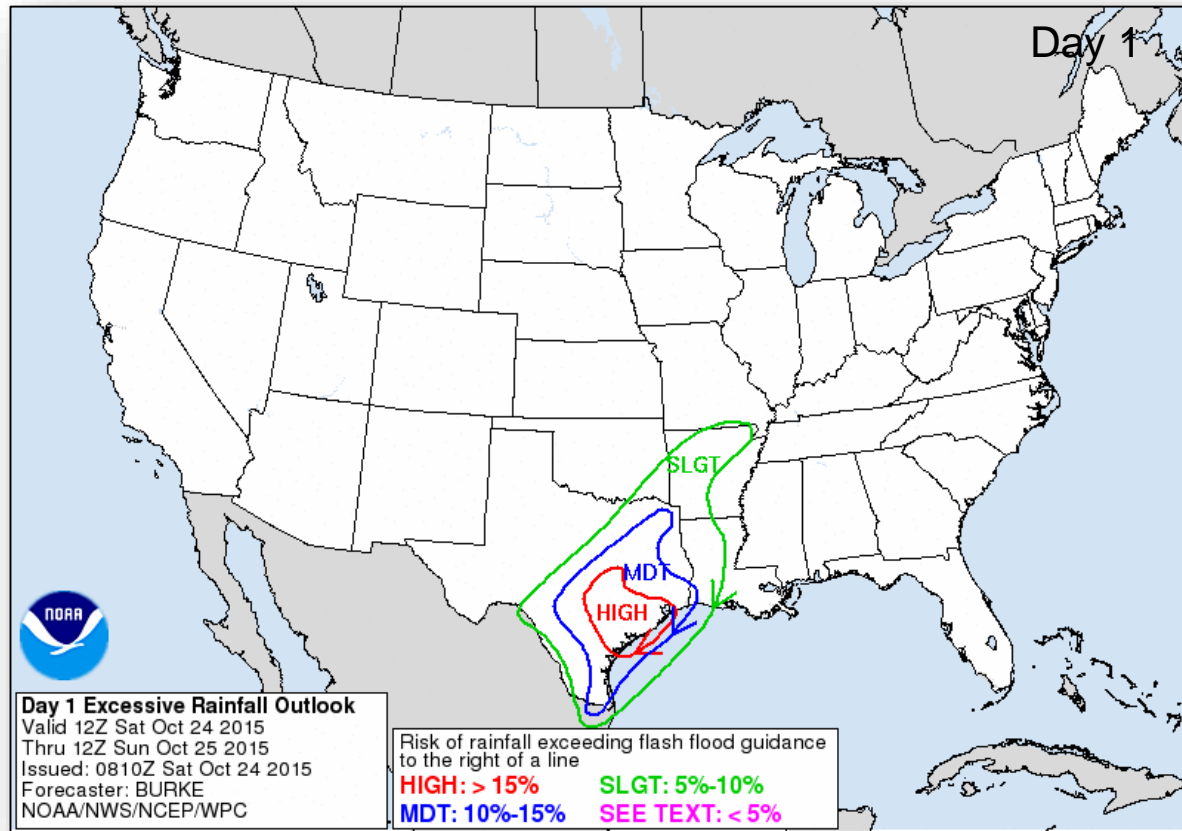 Day 1
SLGT
MDT
HIGH
NOAA
Day 1 Excessive Rainfall Outlook
Valid 12Z Sat Oct 24 2015
Thru 12Z Sun Oct 25 2015
Issued: 0810Z Sat Oct 24 2015
Forecaster: BURKE
NOAA/NWS/NCEP/WPC
Risk of rainfall exceeding flash flood guidance
to the right of a line
HIGH: > 15% SLGT: 5%-10%
MDT: 10%-15% SEE TEXT: < 5%